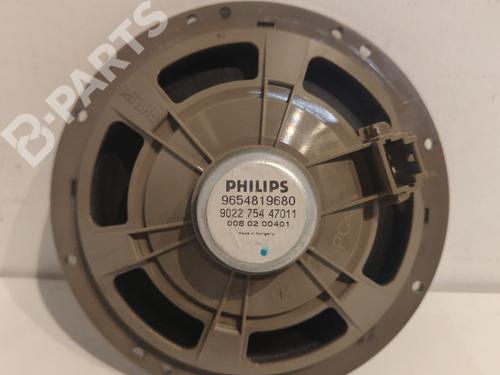 B-PARTS
PHILIPS
9654819680
9022 754 47011
008 02 00401
Made in Hungary